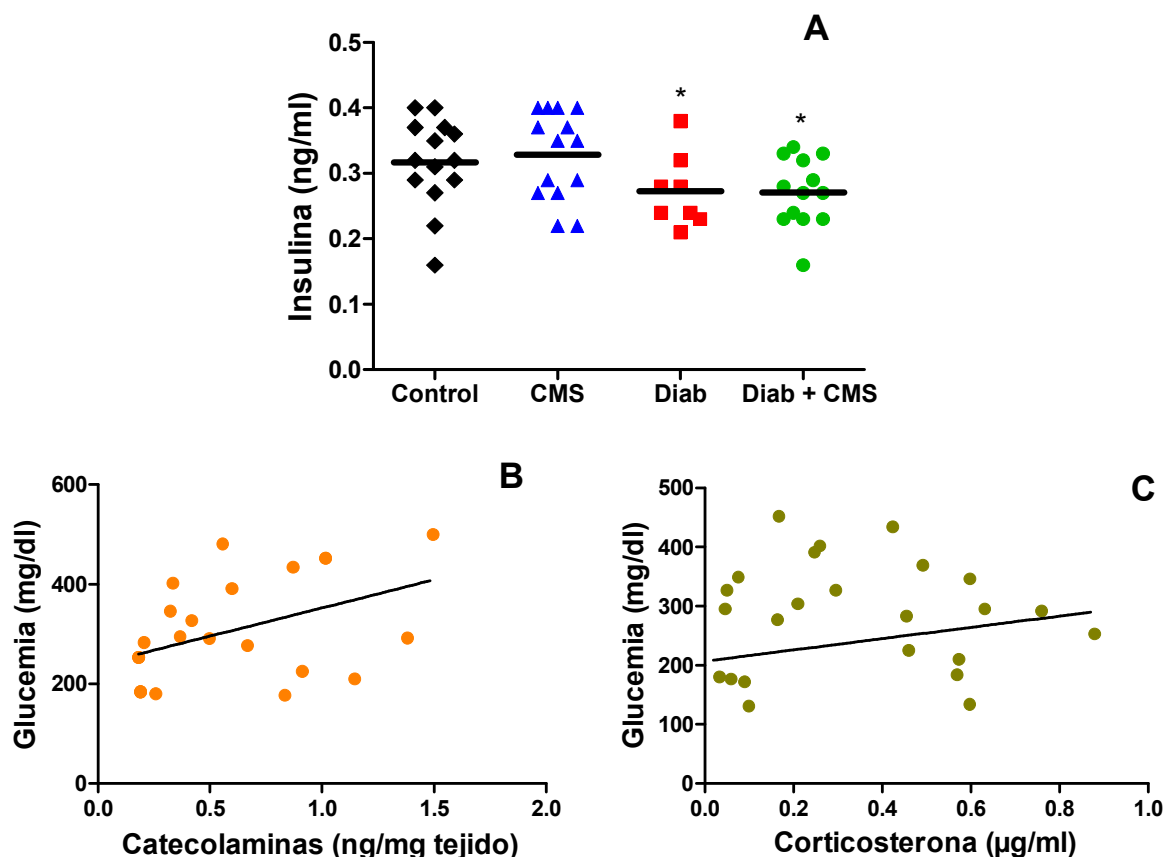 A
Insulina (ng/ml)
0.5
0.4
0.3
0.2
0.1
0.0
*
*
Control CMS Diab Diab + CMS
B
Glucemia (mg/dl)
600
400
200
0
0.0 0.5 1.0 1.5 2.0
Catecolaminas (ng/mg tejido)
C
Glucemia (mg/dl)
500
400
300
200
100
0
0.0 0.2 0.4 0.6 0.8 1.0
Corticosterona (µg/ml)